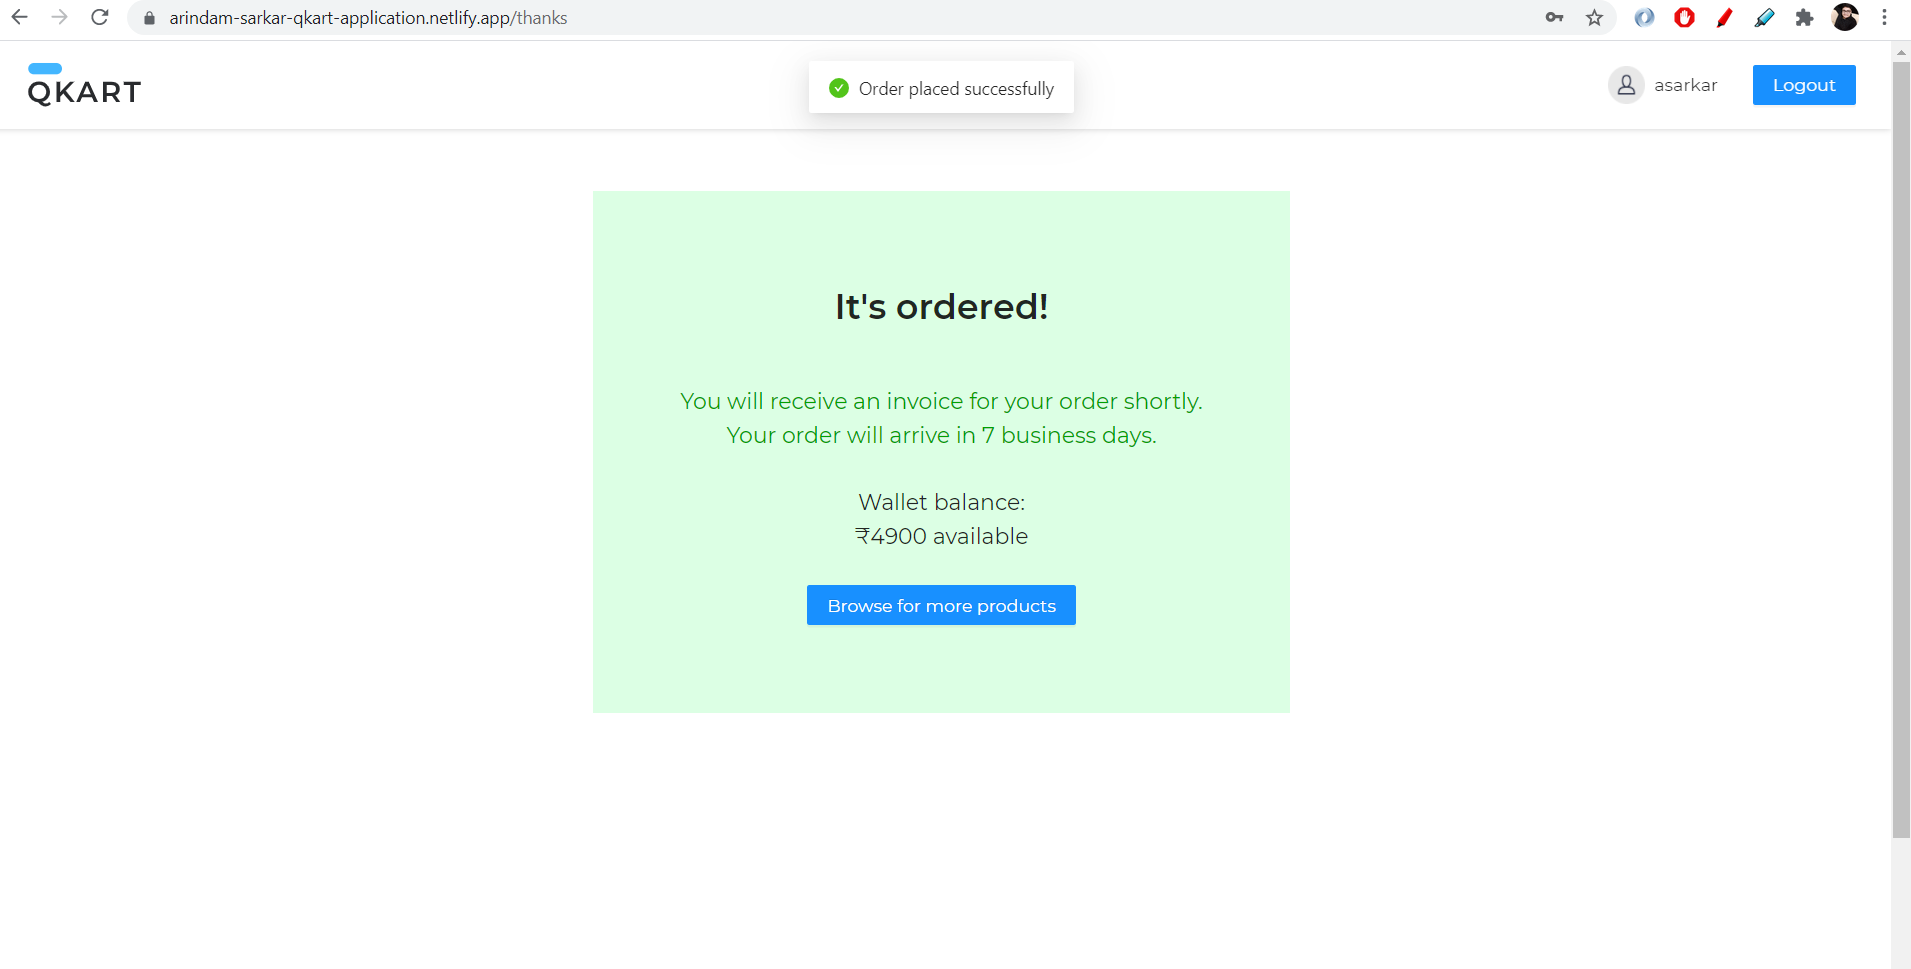 arindam-sarkar-qkart-application.netlify.app/thanks
QKART
Order placed successfully
asarkar
Logout
It's ordered!
You will receive an invoice for your order shortly.
Your order will arrive in 7 business days.
Wallet balance:
₹4900 available
Browse for more products